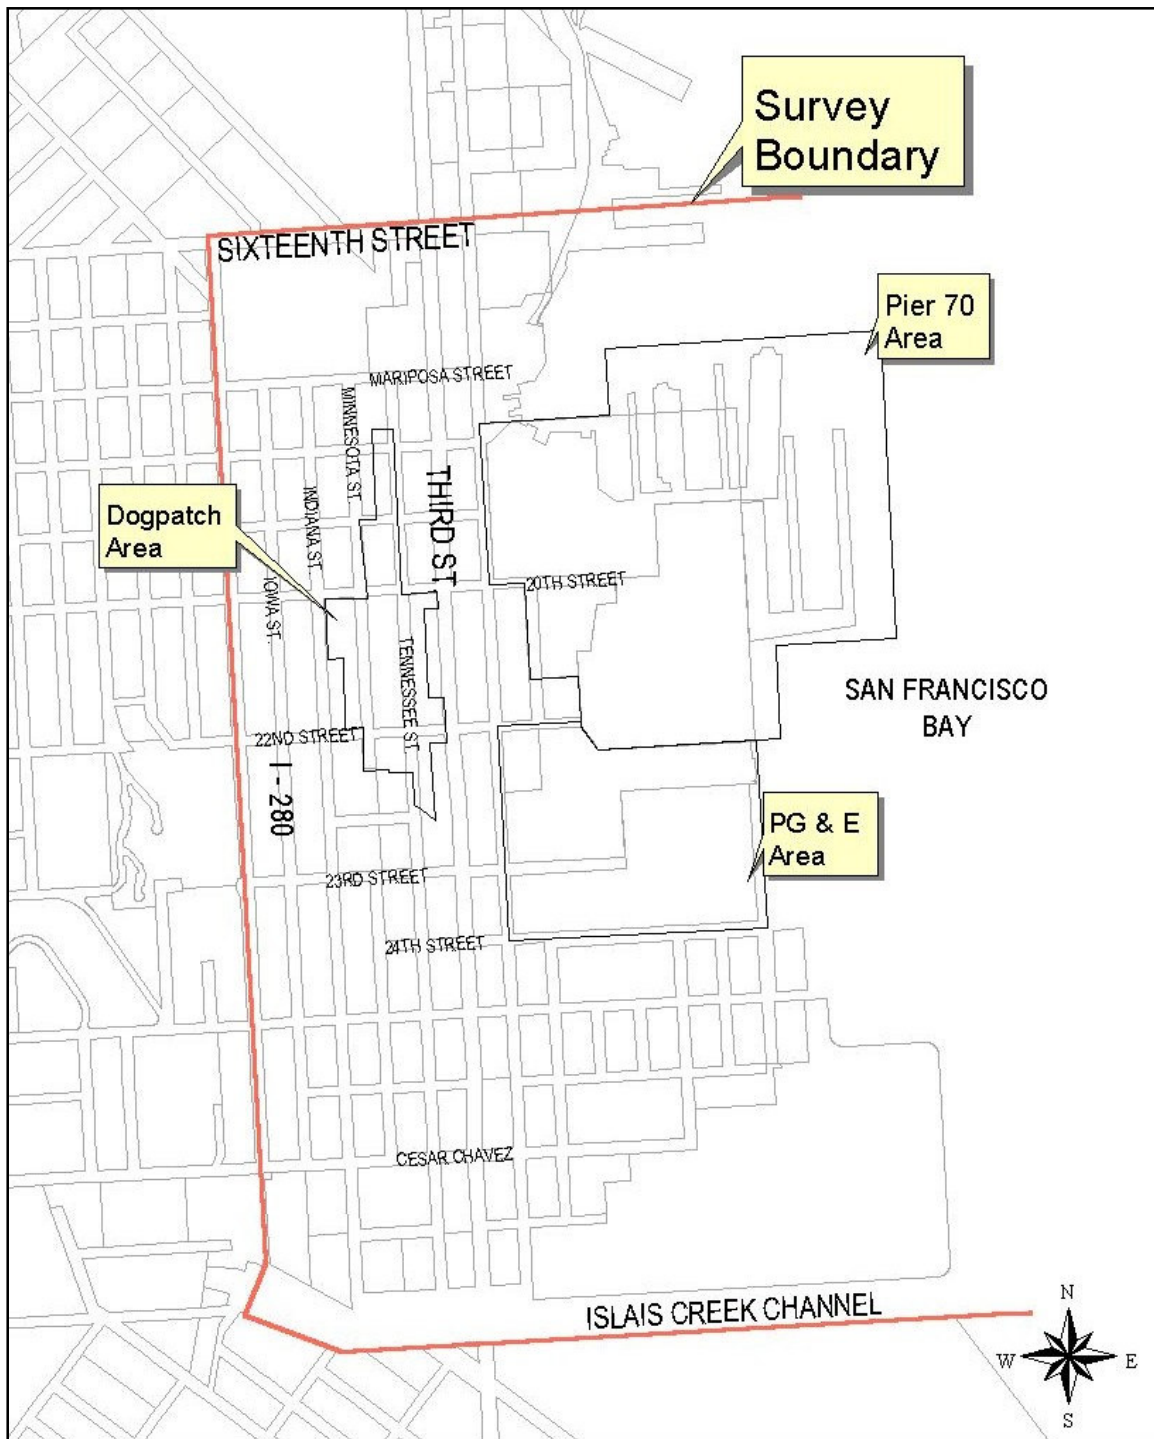 Survey
Boundary
SIXTEENTH STREET
Pier 70
Area
MARIPOSA STREET
MINNESOTA ST.
THIRD ST.
Dogpatch
Area
INDIANA ST.
IOWA ST.
20TH STREET
TENNESSEE ST.
SAN FRANCISCO
BAY
22ND STREET
I - 280
PG & E
Area
23RD STREET
24TH STREET
CESAR CHAVEZ
ISLAIS CREEK CHANNEL
N
W
E
S